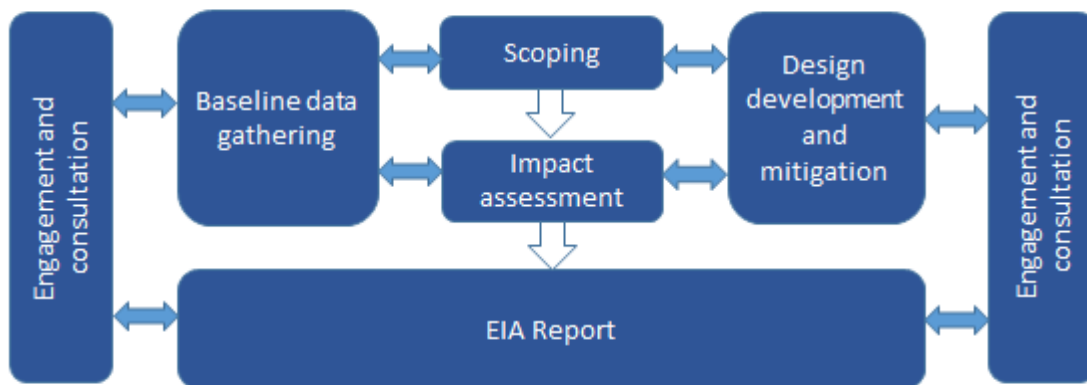 Engagement and
consultation
Baseline data
gathering
Scoping
Impact
assessment
Design
development
and
mitigation
Engagement and
consultation
EIA Report